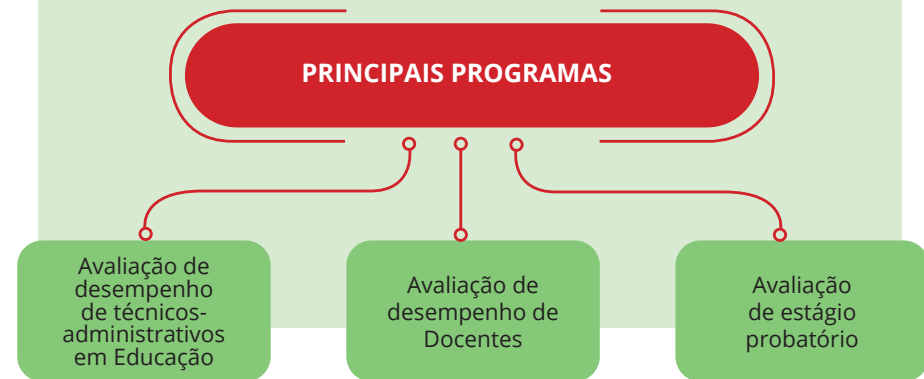 PRINCIPAIS PROGRAMAS
Avaliação de
desempenho
de técnicos-
administrativos
em Educação
Avaliação de
desempenho de
Docentes
Avaliação
de estágio
probatório